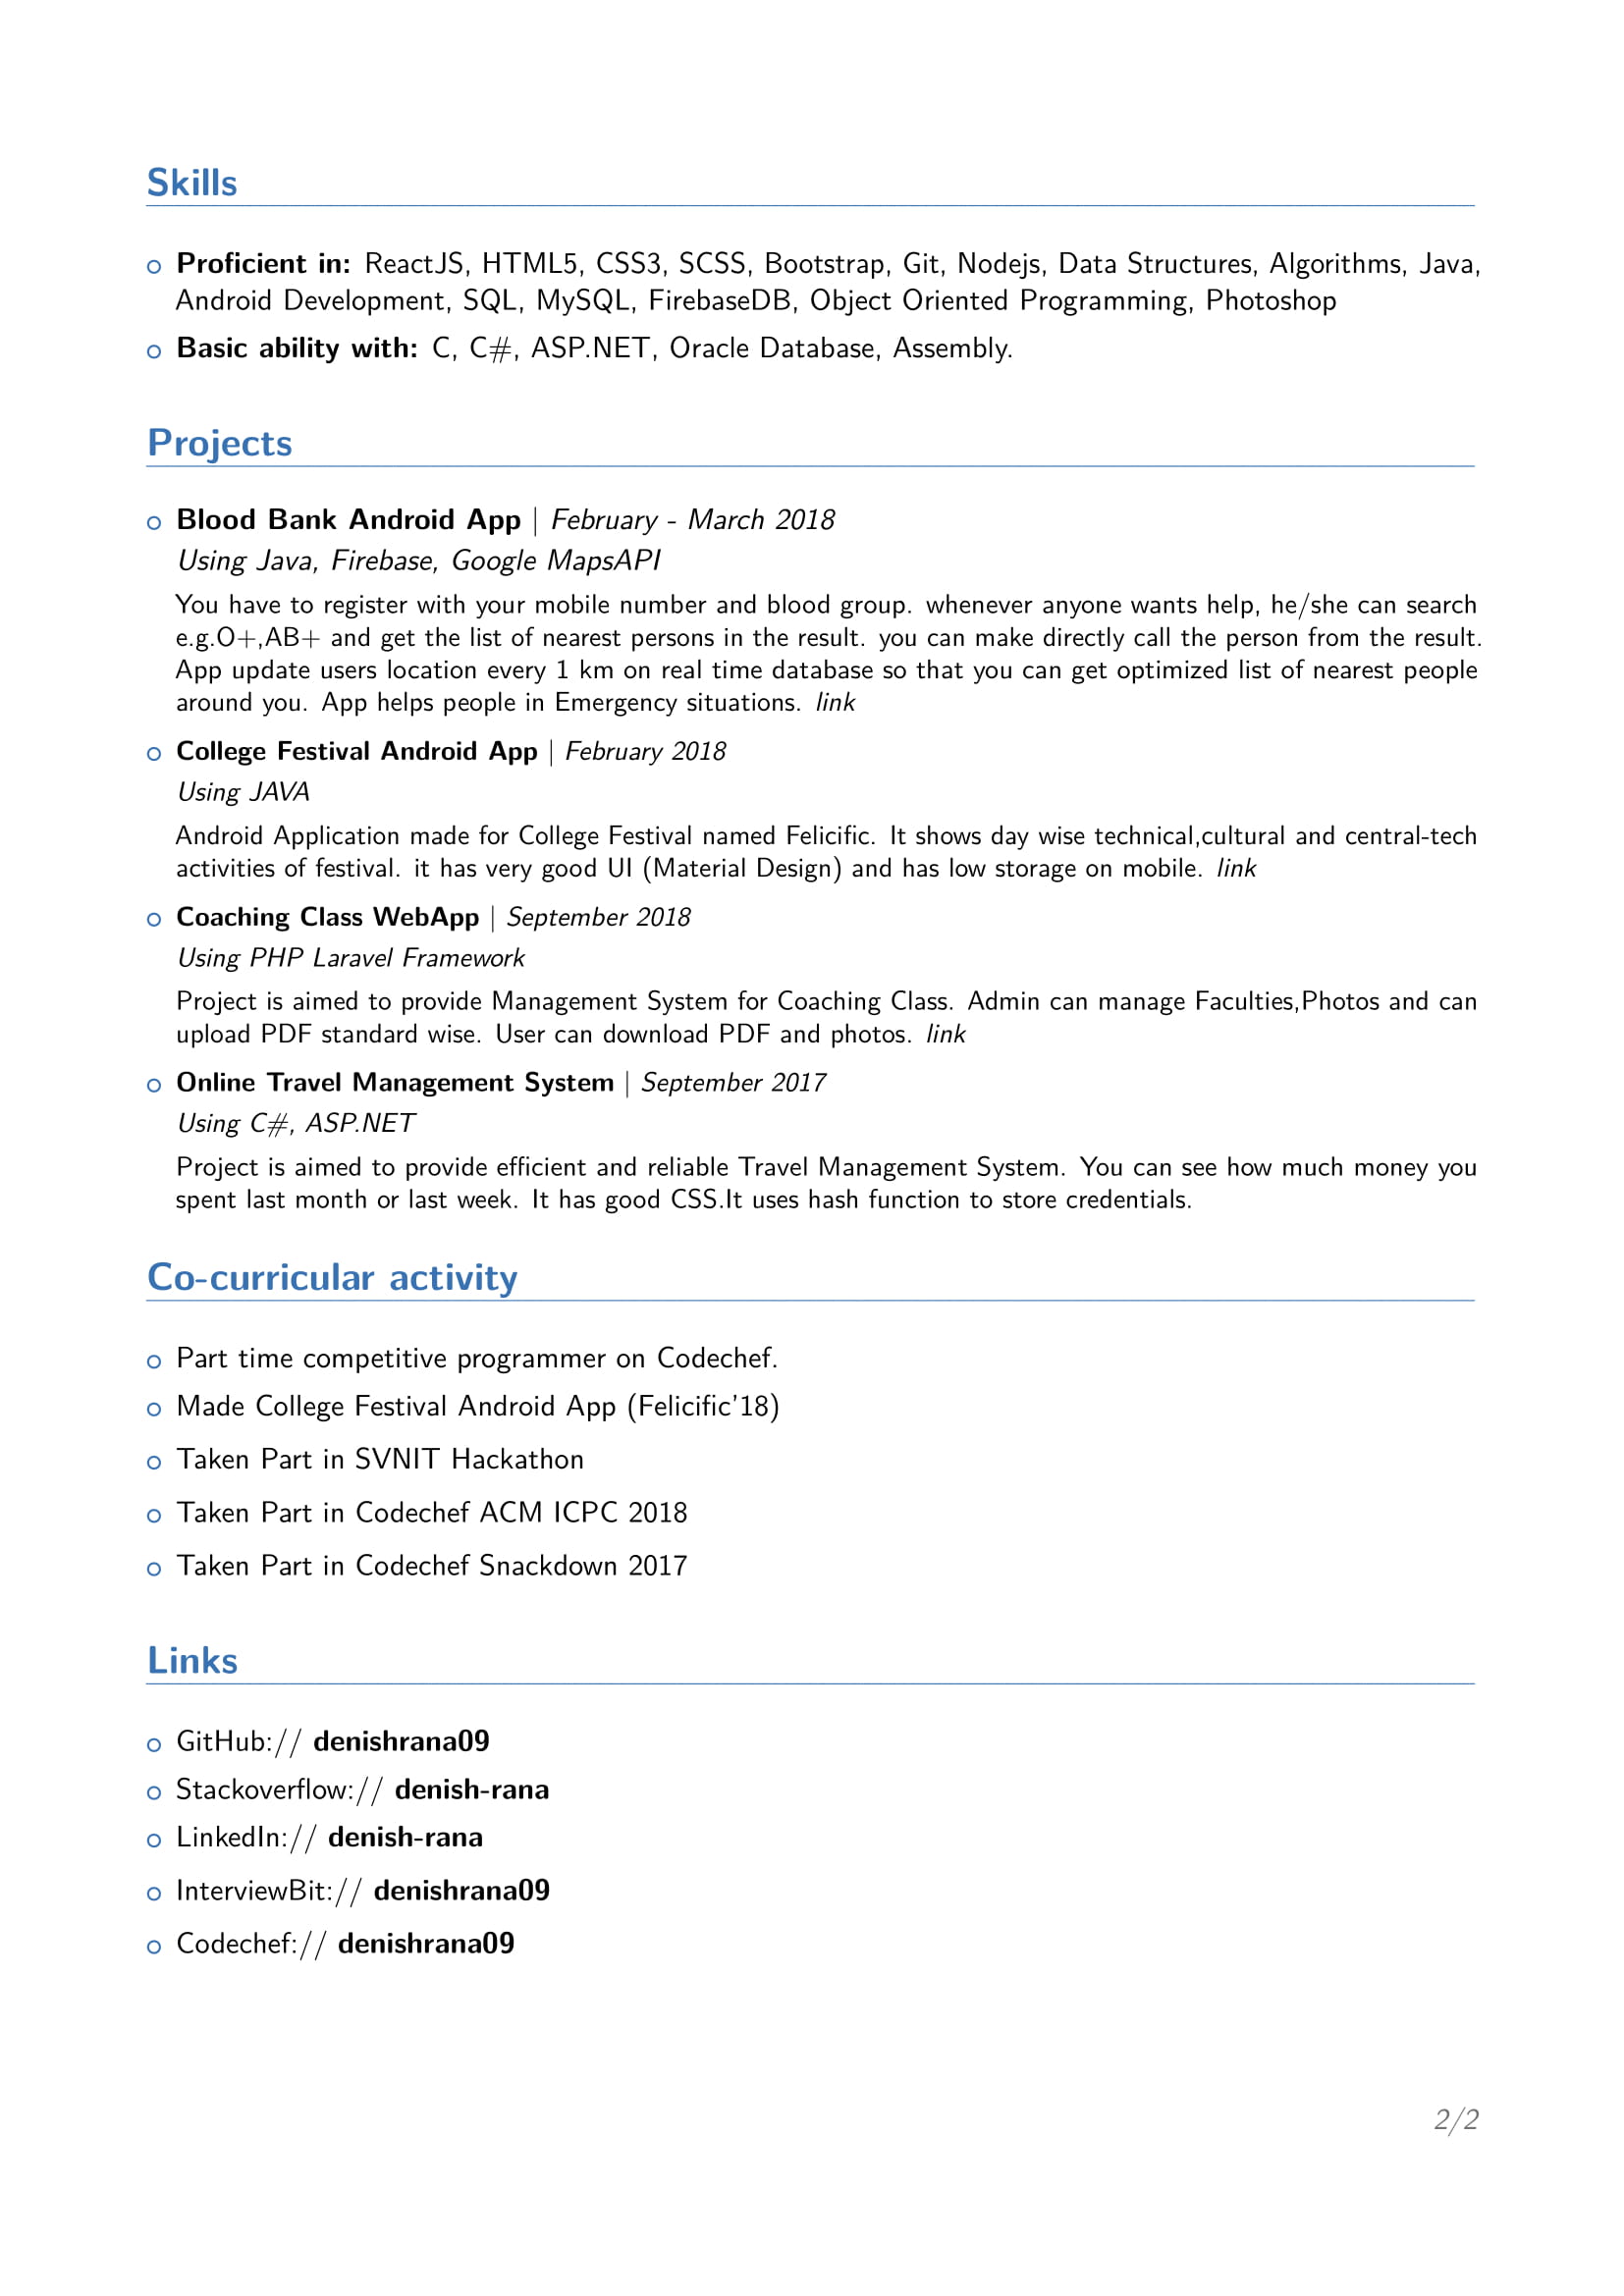 Skills
Proficient in: ReactJS, HTML5, CSS3, SCSS, Bootstrap, Git, Nodejs, Data Structures, Algorithms, Java,
Android Development, SQL, MySQL, FirebaseDB, Object Oriented Programming, Photoshop
Basic ability with: C, C#, ASP.NET, Oracle Database, Assembly.
Projects
Blood Bank Android App | February - March 2018
Using Java, Firebase, Google MapsAPI
You have to register with your mobile number and blood group. whenever anyone wants help, he/she can search
e.g.O+,AB+ and get the list of nearest persons in the result. you can make directly call the person from the result.
App update users location every 1 km on real time database so that you can get optimized list of nearest people
around you. App helps people in Emergency situations. link
College Festival Android App | February 2018
Using JAVA
Android Application made for College Festival named Felicific. It shows day wise technical,cultural and central-tech
activities of festival. it has very good UI (Material Design) and has low storage on mobile. link
Coaching Class WebApp | September 2018
Using PHP Laravel Framework
Project is aimed to provide Management System for Coaching Class. Admin can manage Faculties,Photos and can
upload PDF standard wise. User can download PDF and photos. link
Online Travel Management System | September 2017
Using C#, ASP.NET
Project is aimed to provide efficient and reliable Travel Management System. You can see how much money you
spent last month or last week. It has good CSS.It uses hash function to store credentials.
Co-curricular activity
Part time competitive programmer on Codechef.
Made College Festival Android App (Felicific'18)
Taken Part in SVNIT Hackathon
Taken Part in Codechef ACM ICPC 2018
Taken Part in Codechef Snackdown 2017
Links
GitHub:// denishrana09
Stackoverflow:// denish-rana
LinkedIn:// denish-rana
InterviewBit:// denishrana09
Codechef:// denishrana09
2/2